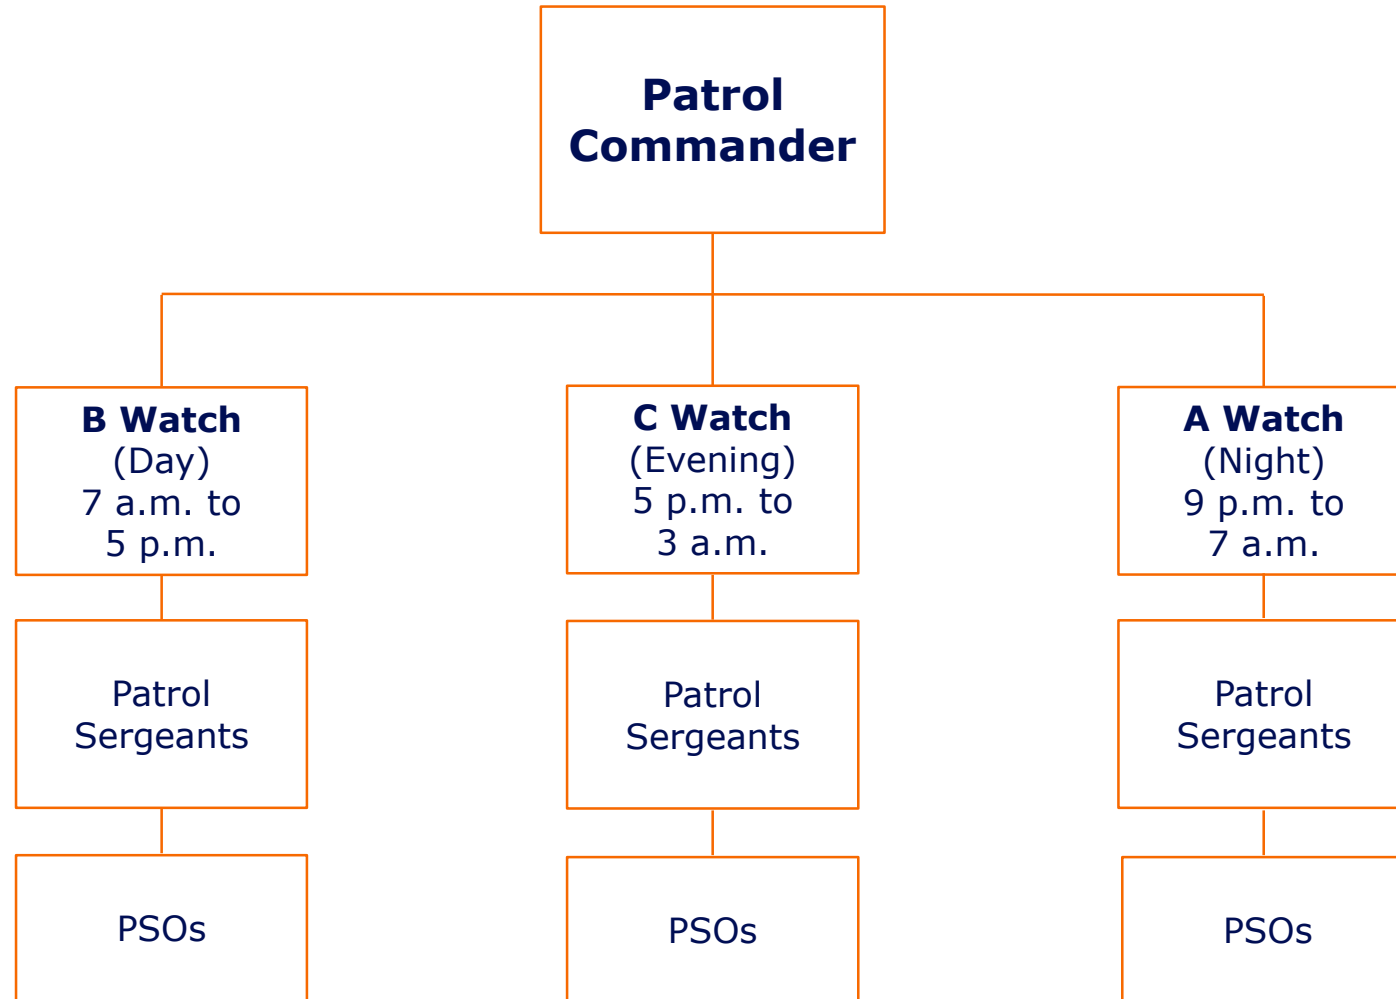 Patrol
Commander
B Watch
(Day)
7 a.m. to
5 p.m.
C Watch
(Evening)
5 p.m. to
3 a.m.
A Watch
(Night)
9 p.m. to
7 a.m.
Patrol
Sergeants
Patrol
Sergeants
Patrol
Sergeants
PSOs
PSOs
PSOs